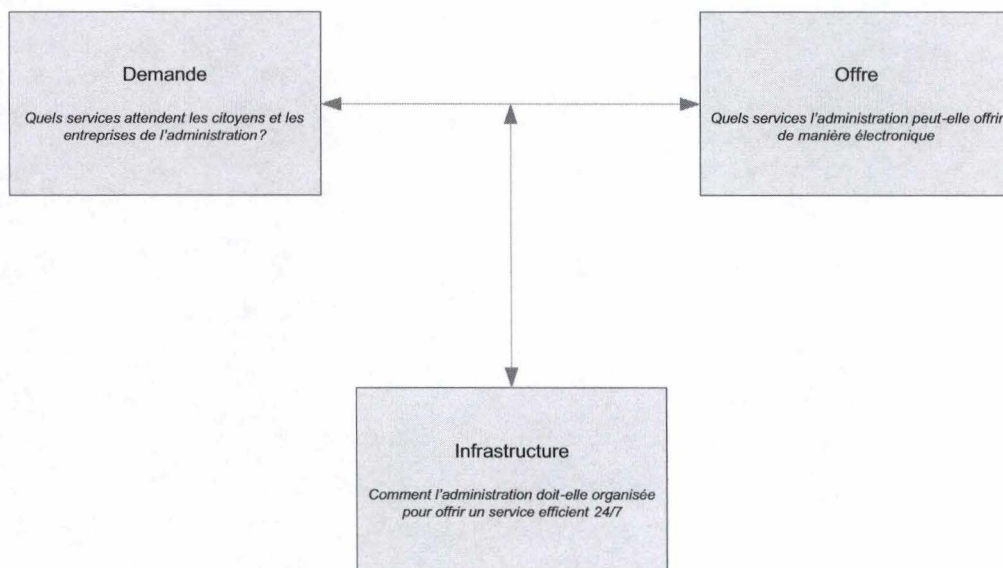 Demande
Quels services attendent les citoyens et les
entreprises de l'administration?
Offre
Quels services l'administration peut-elle offrir
de manière électronique
Infrastructure
Comment l'administration doit-elle organisée
pour offrir un service efficient 24/7